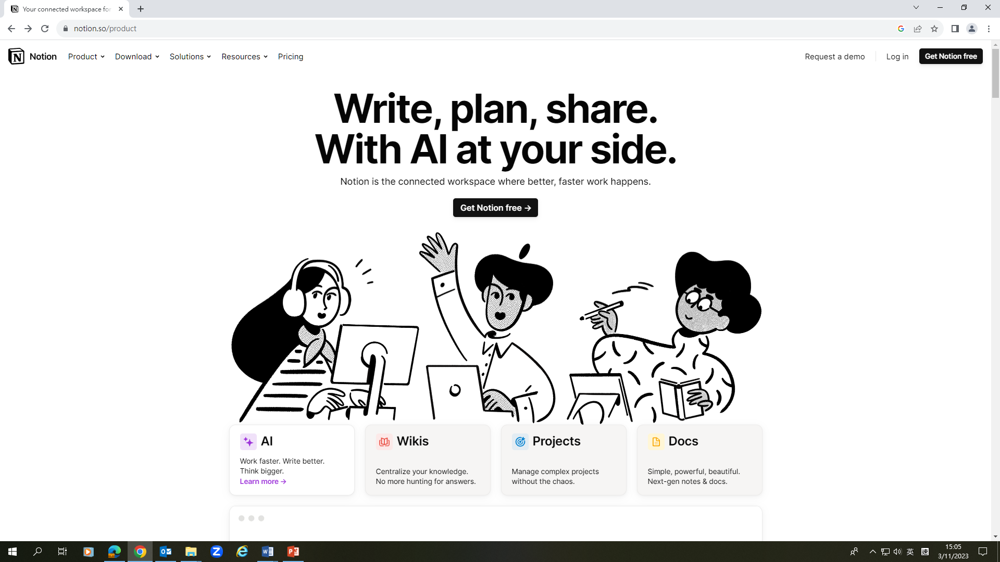 Your connected workspace for
notion.so/product
Notion
Product
Download
Solutions
Resources
Pricing
Request a demo
Log in
Get Notion free
Write, plan, share.
With AI at your side.
Notion is the connected workspace where better, faster work happens.
Get Notion free →
AI
Work faster. Write better.
Think bigger.
Learn more →
Wikis
Centralize your knowledge.
No more hunting for answers.
Projects
Manage complex projects
without the chaos.
Docs
Simple, powerful, beautiful.
Next-gen notes & docs.
英
速
15:05
3/11/2023